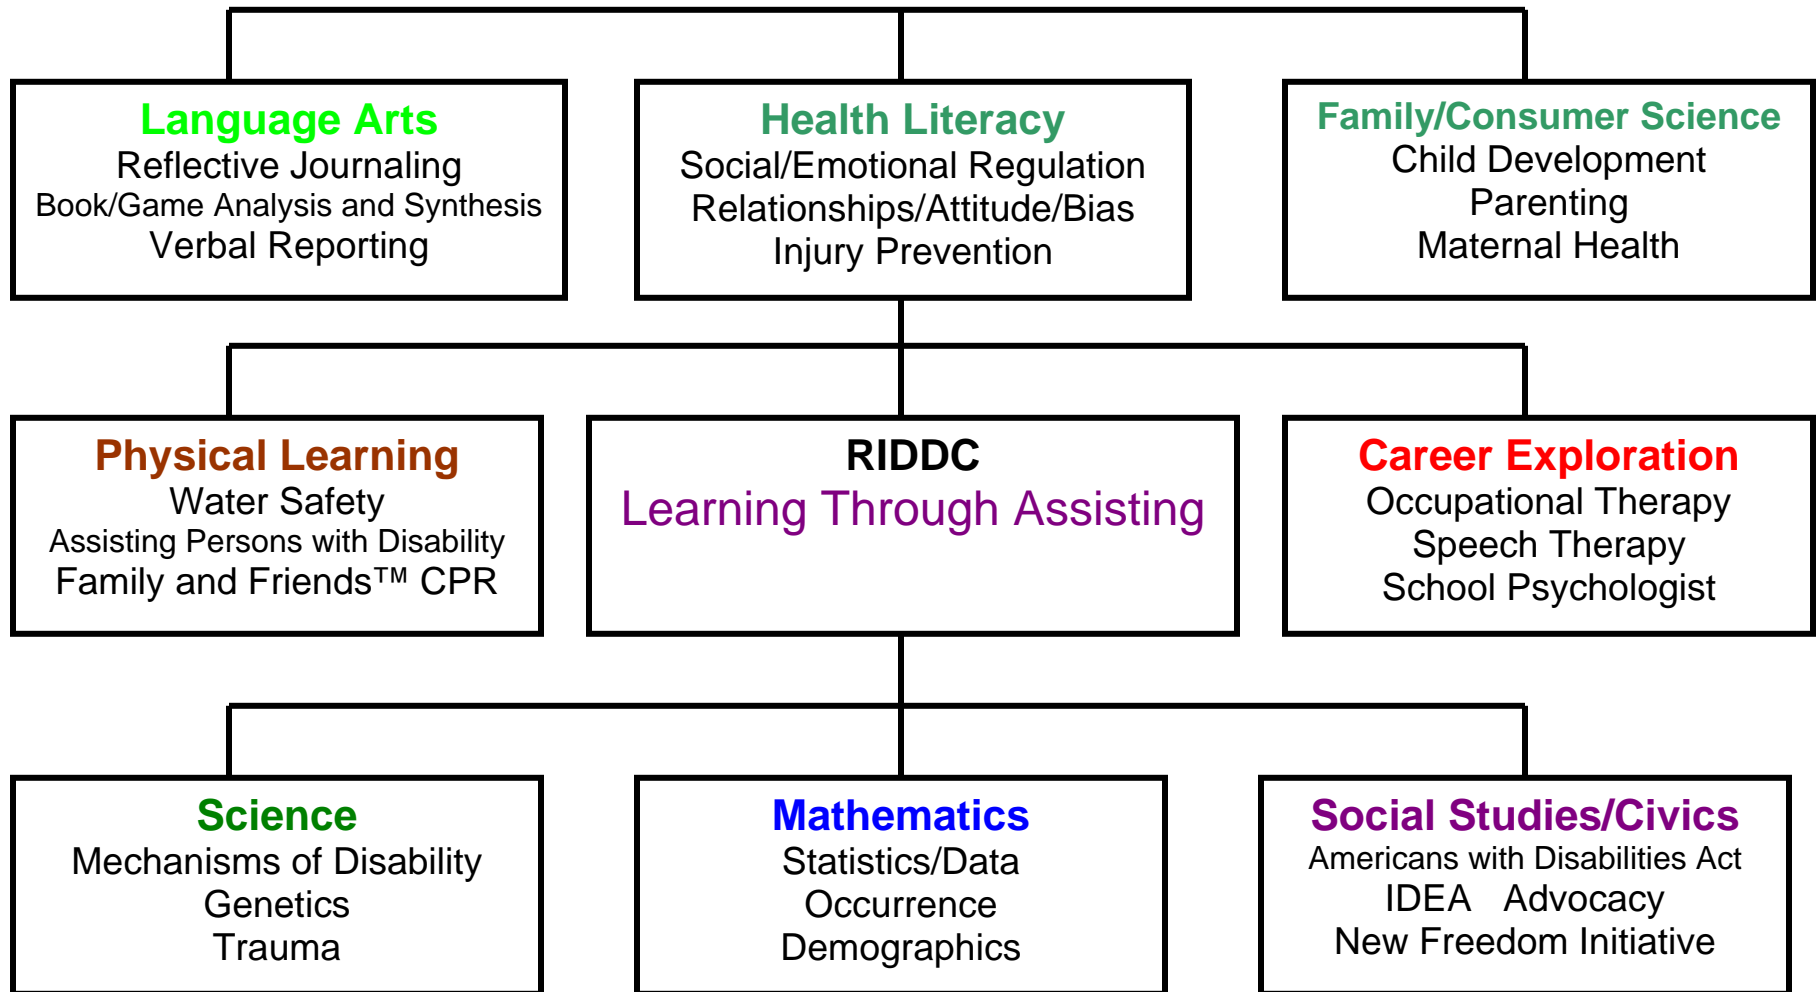 Language Arts
Reflective Journaling
Book/Game Analysis and Synthesis
Verbal Reporting
Health Literacy
Social/Emotional Regulation
Relationships/Attitude/Bias
Injury Prevention
Family/Consumer Science
Child Development
Parenting
Maternal Health
Physical Learning
Water Safety
Assisting Persons with Disability
Family and Friends™ CPR
RIDDC
Learning Through Assisting
Career Exploration
Occupational Therapy
Speech Therapy
School Psychologist
Science
Mechanisms of Disability
Genetics
Trauma
Mathematics
Statistics/Data
Occurrence
Demographics
Social Studies/Civics
Americans with Disabilities Act
IDEA Advocacy
New Freedom Initiative